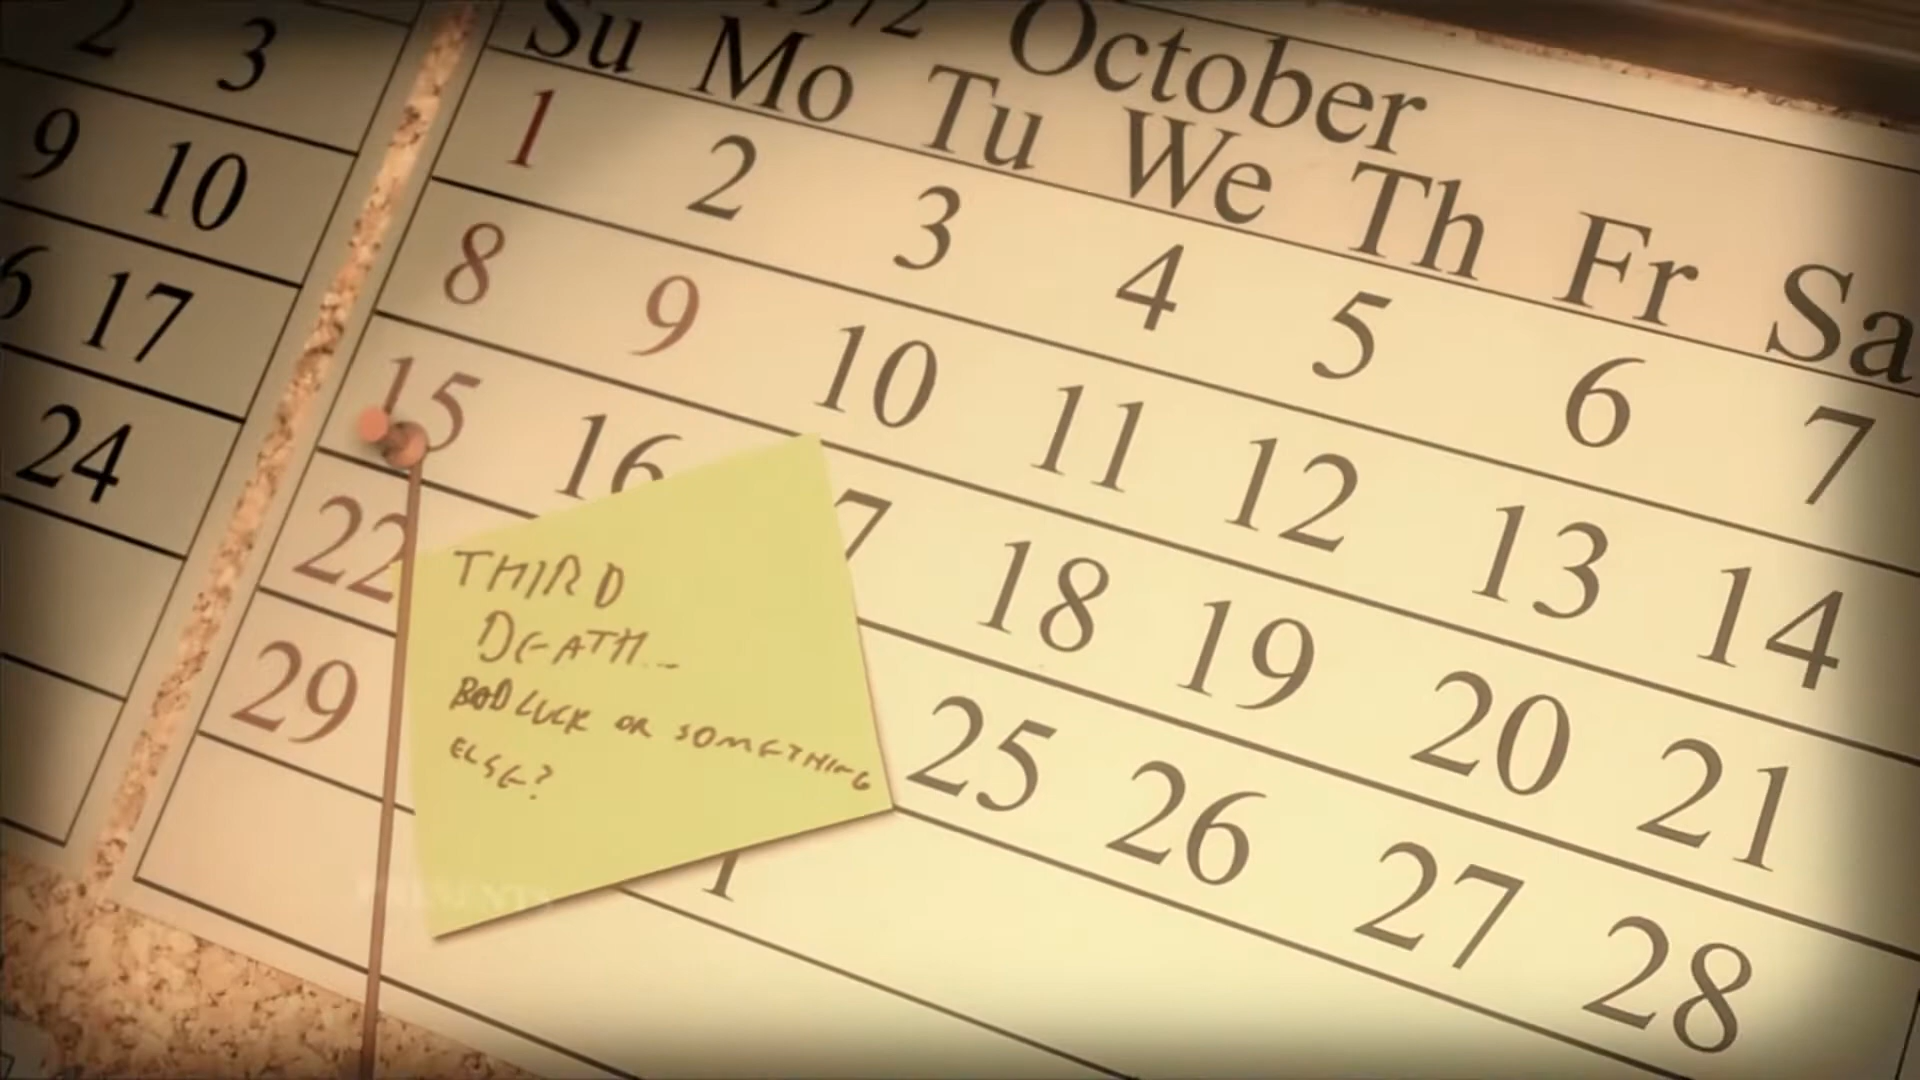 October
Su Mo Tu We Th Fr Sa
1 2 3 4 5 6 7
8 9 10 11 12 13 14
15 16 7 18 19 20 21
22 25 26 27 28
29
2 3
9 10
6 17
24
THIRD
DEATH...
BAD LUCK OR SOMETHING
ELSE?